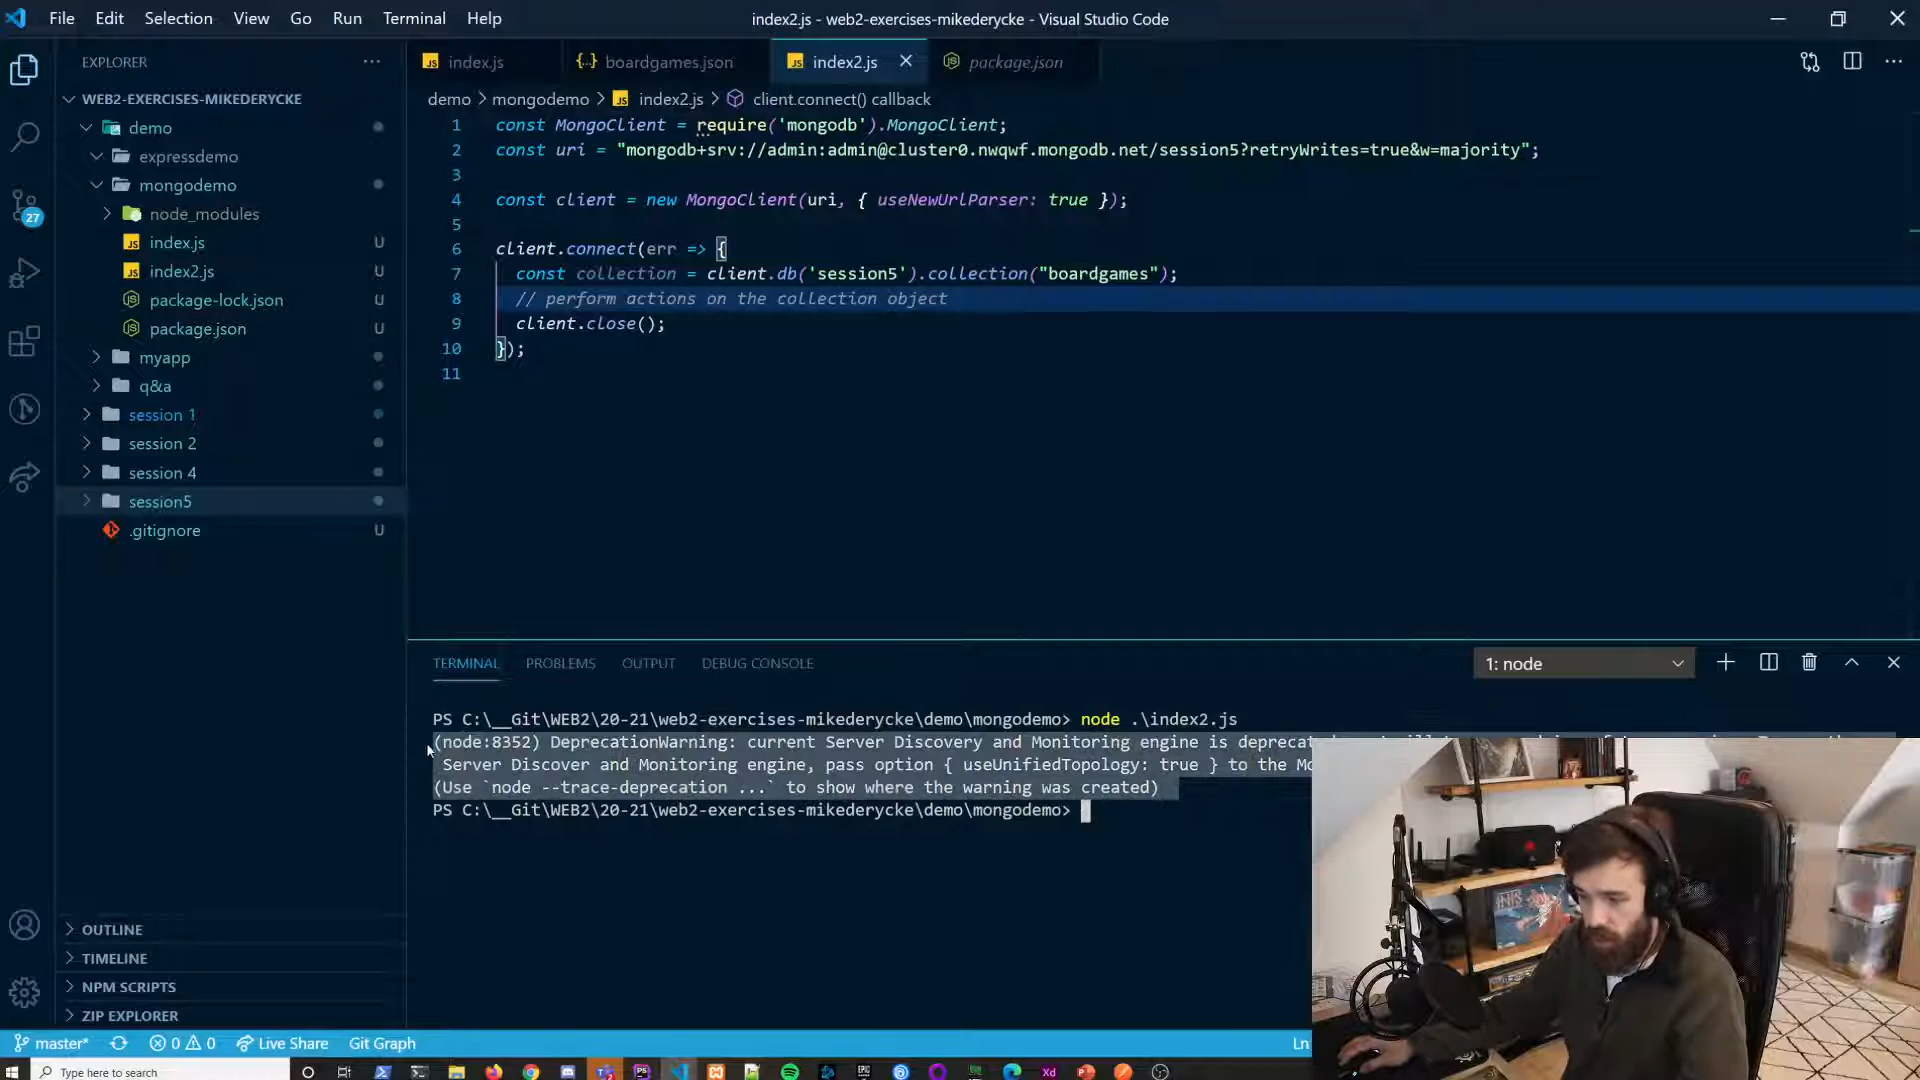 File Edit Selection View Go Run Terminal Help
index2.js - web2-exercises-mikederycke - Visual Studio Code
EXPLORER
WEB2-EXERCISES-MIKEDERYCKE
demo
expressdemo
mongodemo
node_modules
index.js U
index2.js U
package-lock.json U
package.json U
myapp
q&a
session 1
session 2
session 4
session5
.gitignore U
27
OUTLINE
TIMELINE
NPM SCRIPTS
ZIP EXPLORER
index.js
boardgames.json
index2.js
package.json
demo > mongodemo > index2.js > client.connect() callback
1 const MongoClient = require('mongodb').MongoClient;
2 const uri = "mongodb+srv://admin:admin@cluster0.nwqwf.mongodb.net/session5?retryWrites=true&w=majority";
3
4 const client = new MongoClient(uri, { useNewUrlParser: true });
5
6 client.connect(err => {
7 const collection = client.db('session5').collection("boardgames");
8 // perform actions on the collection object
9 client.close();
10 });
11
TERMINAL PROBLEMS OUTPUT DEBUG CONSOLE
1: node
PS C:\__Git\WEB2\20-21\web2-exercises-mikederycke\demo\mongodemo> node .\index2.js
(node:8352) DeprecationWarning: current Server Discovery and Monitoring engine is
Server Discover and Monitoring engine, pass option { useUnifiedTopology: true } to the
(Use `node --trace-deprecation ...` to show where the warning was created)
PS C:\__Git\WEB2\20-21\web2-exercises-mikederycke\demo\mongodemo>
master* 0 0 Live Share Git Graph
Ln
Type here to search